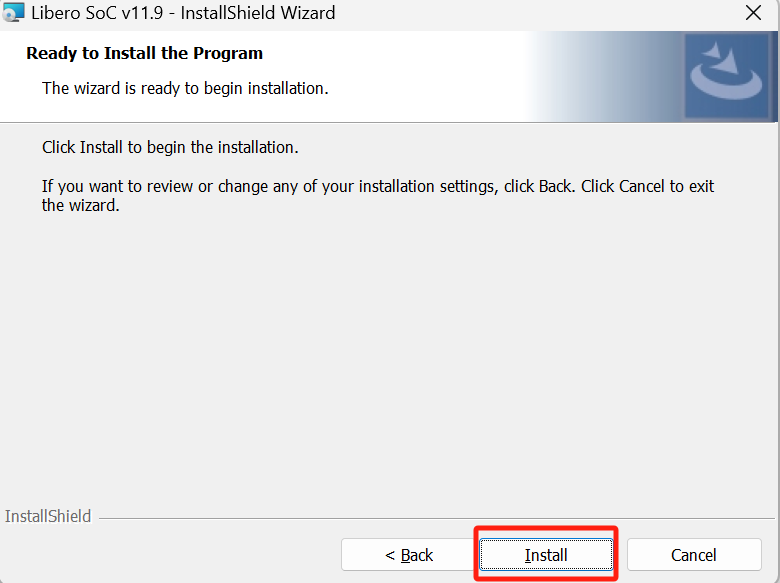 Libero SoC v11.9 - InstallShield Wizard
Ready to Install the Program
The wizard is ready to begin installation.
Click Install to begin the installation.
If you want to review or change any of your installation settings, click Back. Click Cancel to exit
the wizard.
InstallShield
< Back
Install
Cancel